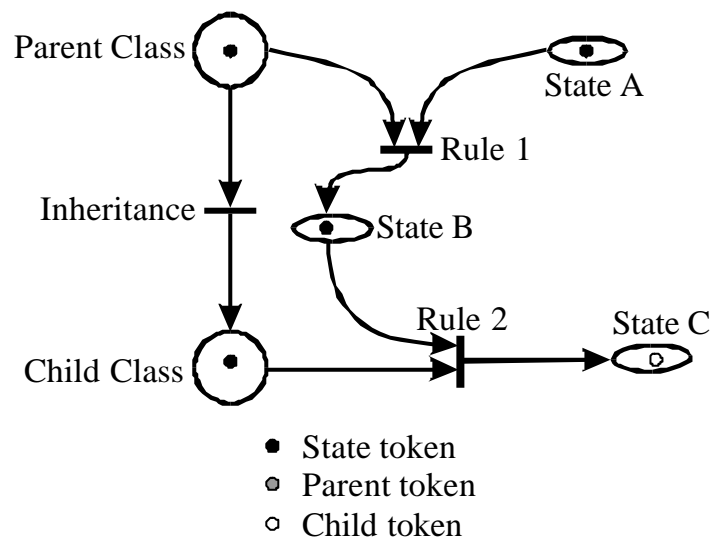 Parent Class
State A
Rule 1
Inheritance
State B
Rule 2
State C
Child Class
State token
Parent token
Child token